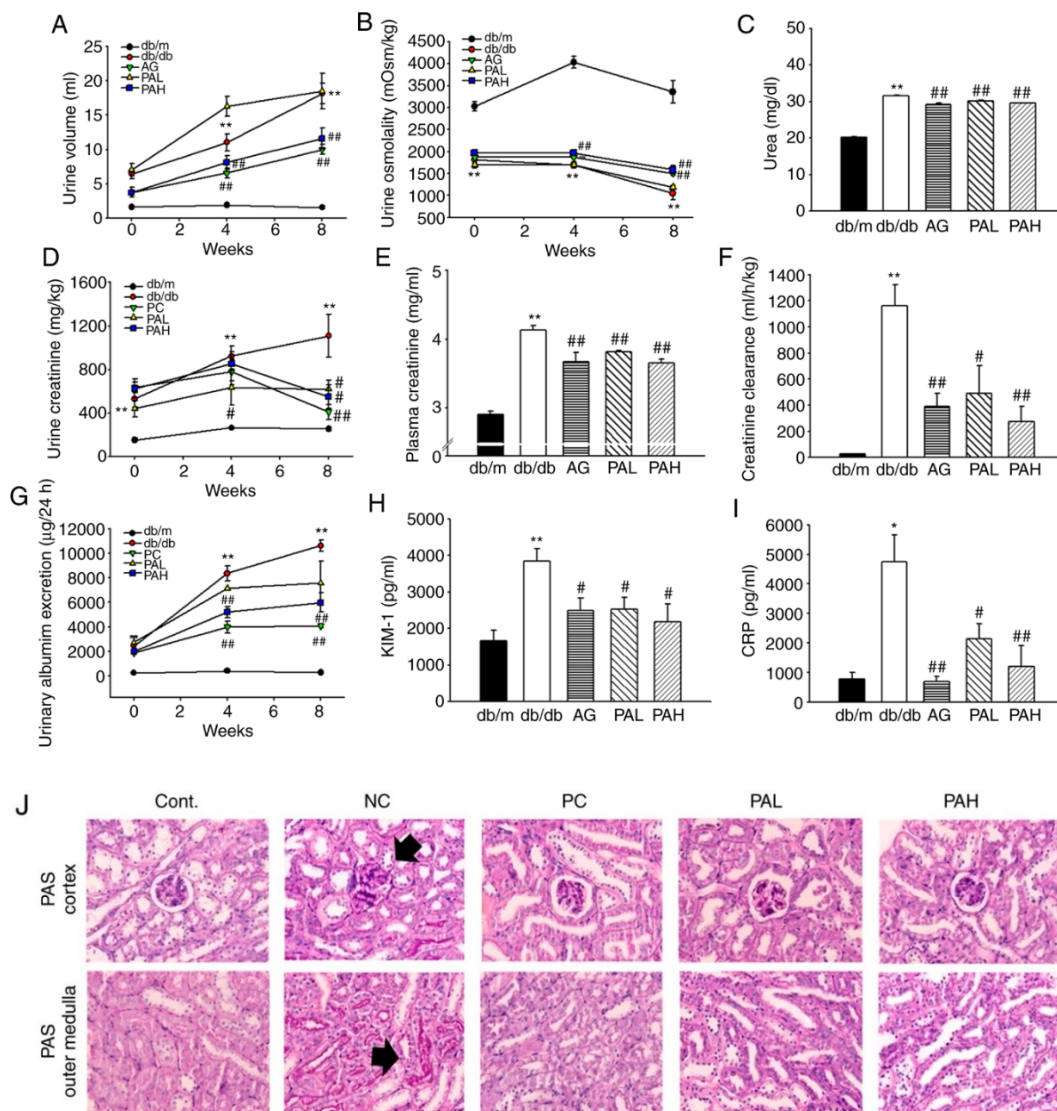 A
db/m
db/db
AG
PAL
PAH
Urine volume (ml)
25
20
15
10
5
0
**
**
##
##
##
##
0 2 4 6 8
Weeks
B
db/m
db/db
AG
PAL
PAH
Urine osmolality (mOsm/kg)
4500
4000
3500
3000
2500
2000
1500
1000
500
**
##
**
##
##
**
0 2 4 6 8
Weeks
C
Urea (mg/dl)
50
40
30
20
10
0
** ## ## ##
db/m db/db AG PAL PAH
D
db/m
db/db
PC
PAL
PAH
Urine creatinine (mg/kg)
1600
1200
800
400
0
**
**
**
#
#
#
##
0 2 4 6 8
Weeks
E
Plasma creatinine (mg/ml)
5
4
3
0
** ## ## ##
db/m db/db AG PAL PAH
F
Creatinine clearance (ml/h/kg)
1400
1200
1000
800
600
400
200
0
** ## # ##
db/m db/db AG PAL PAH
G
db/m
db/db
PC
PAL
PAH
Urinary albumim excretion (µg/24 h)
12000
10000
8000
6000
4000
2000
0
**
**
##
##
##
##
0 2 4 6 8
Weeks
H
KIM-1 (pg/ml)
5000
4000
3000
2000
1000
0
** # # #
db/m db/db AG PAL PAH
I
CRP (pg/ml)
6000
5000
4000
3000
2000
1000
0
* ## # ##
db/m db/db AG PAL PAH
J
Cont. NC PC PAL PAH
PAS
cortex
PAS
outer medulla